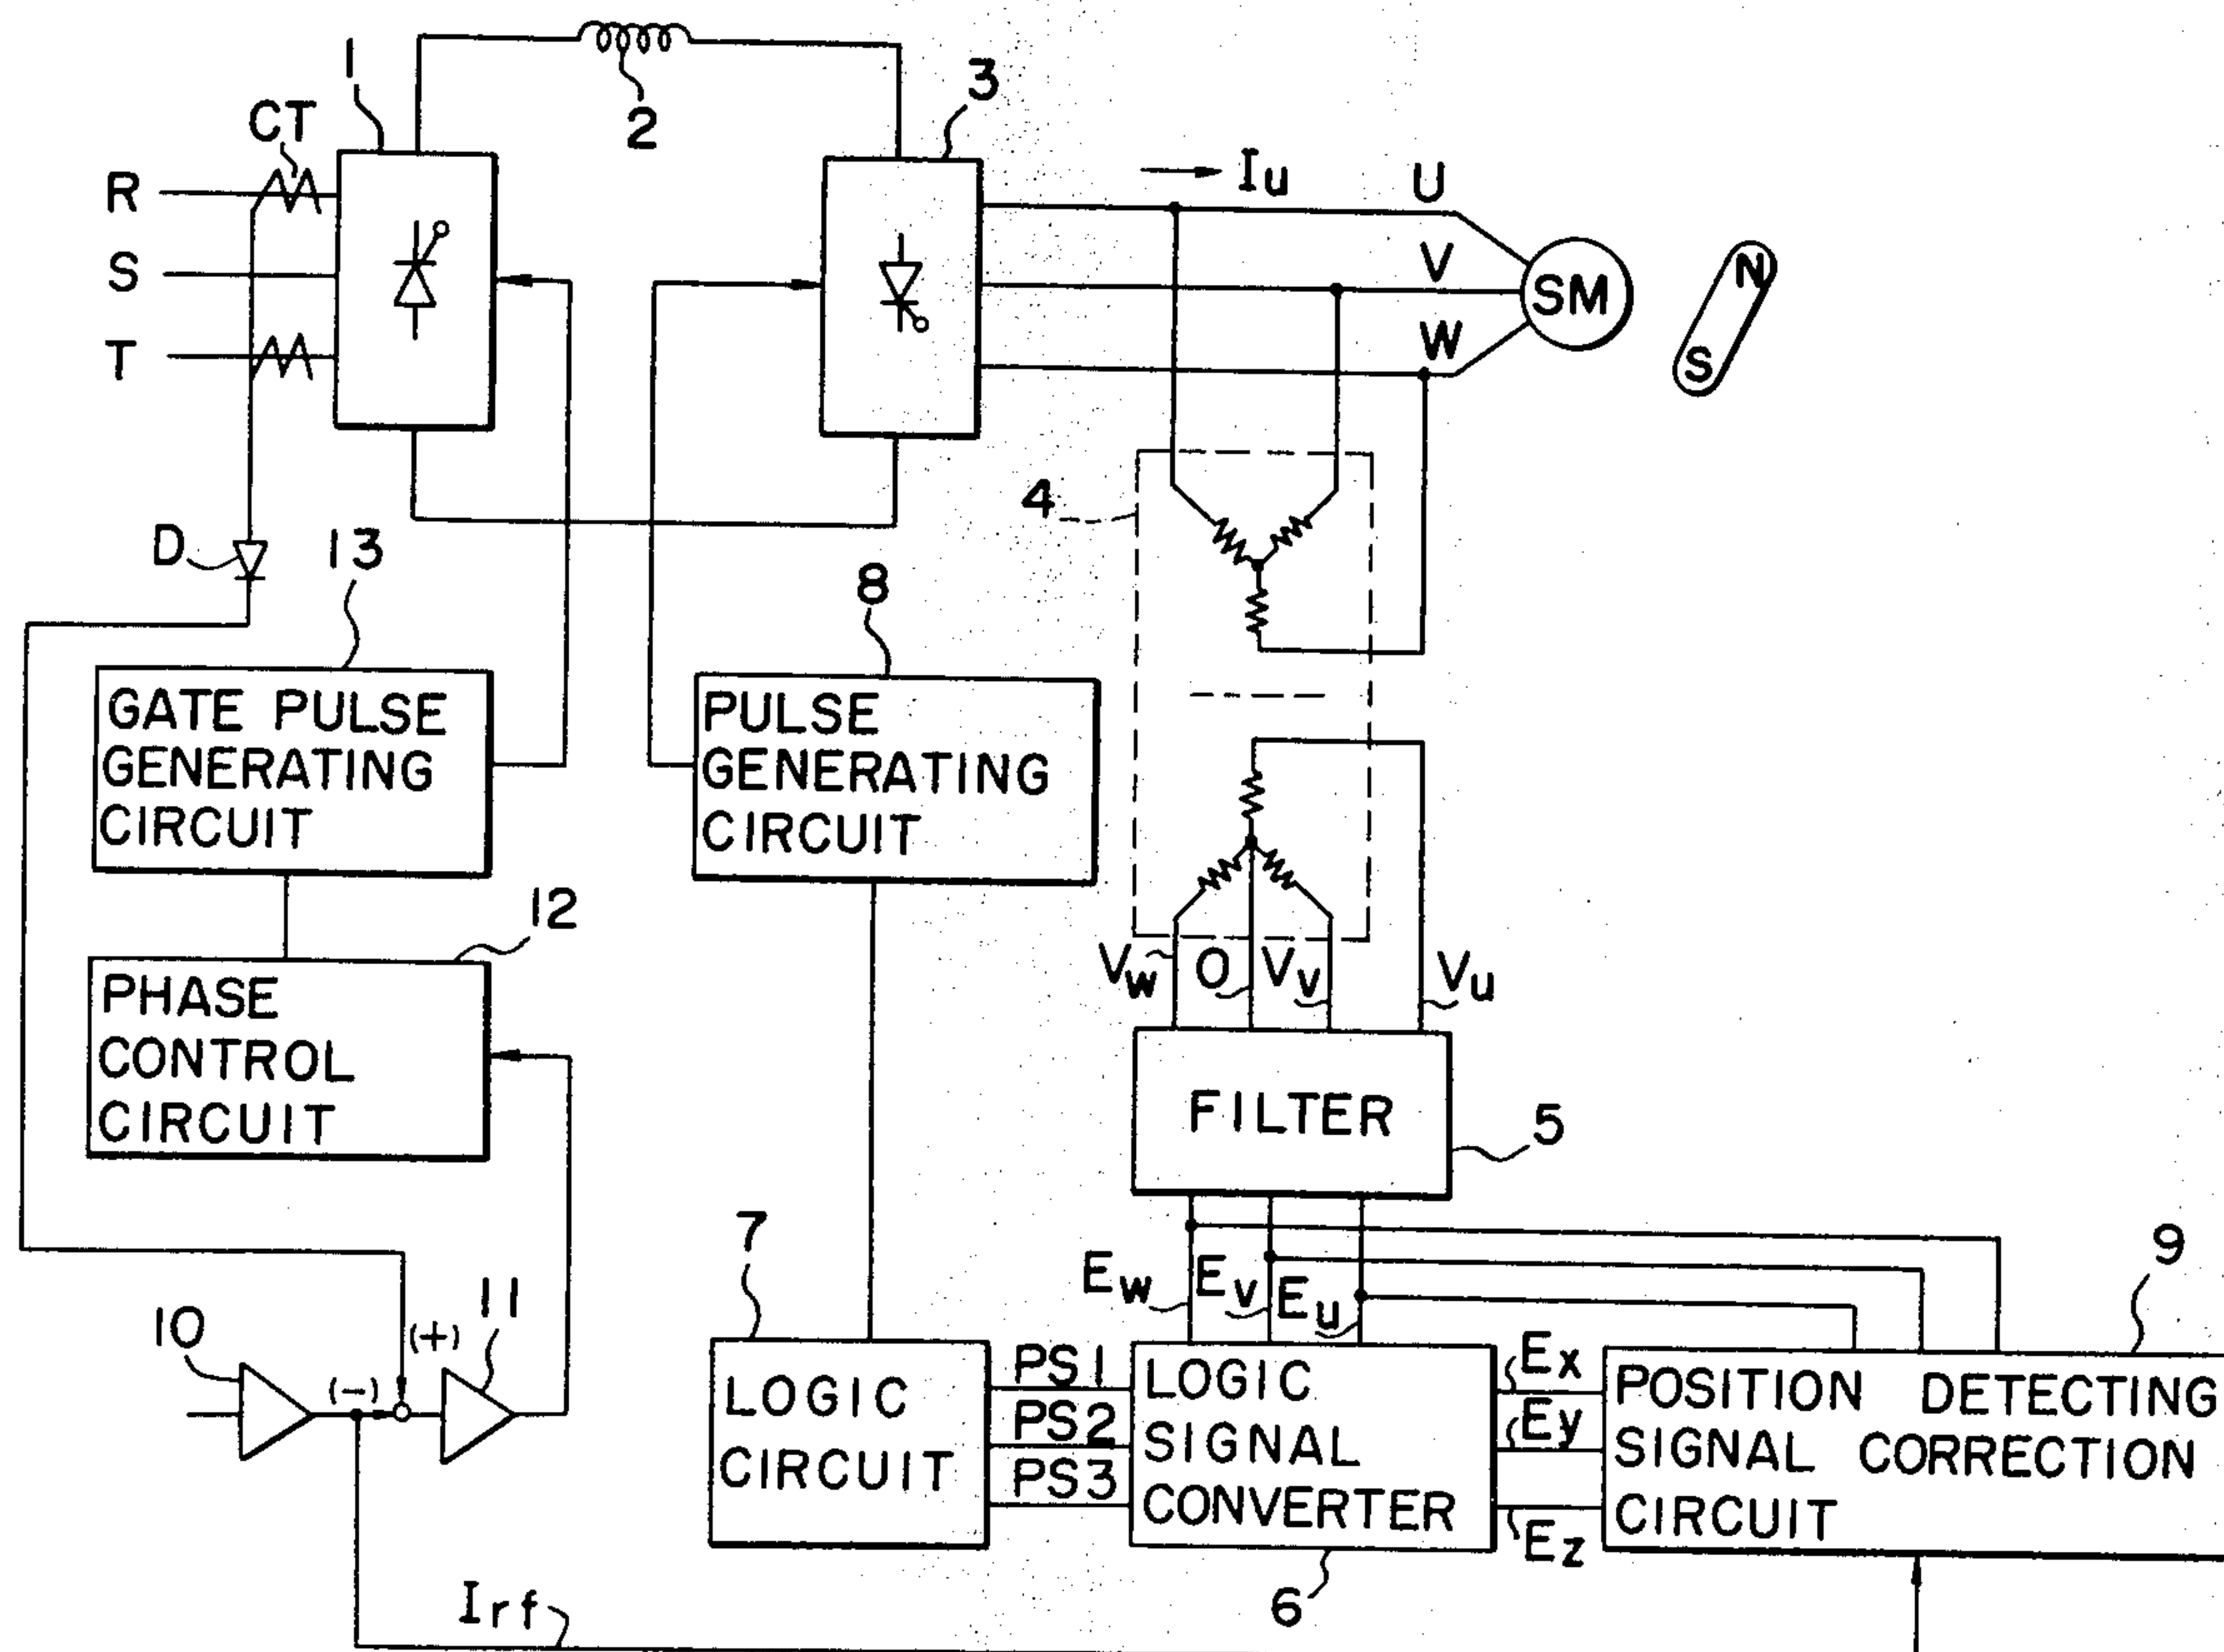 1
2
3
CT
R
S
T
Iu
U
V
W
SM
N
S
4
D
13
8
GATE PULSE
GENERATING
CIRCUIT
PULSE
GENERATING
CIRCUIT
12
PHASE
CONTROL
CIRCUIT
Vw
O
Vv
Vu
FILTER
5
7
Ew
Ev
Eu
9
10
(-)
(+)
11
LOGIC
CIRCUIT
PS1
PS2
PS3
LOGIC
SIGNAL
CONVERTER
Ex
Ey
Ez
POSITION DETECTING
SIGNAL CORRECTION
CIRCUIT
6
Irf